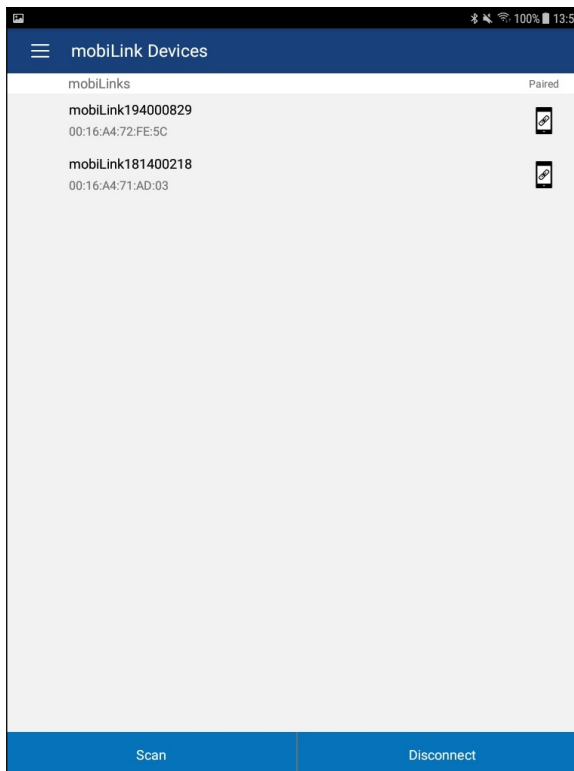 100% 13:5
mobiLink Devices
mobiLinks Paired
mobiLink194000829
00:16:A4:72:FE:5C
mobiLink181400218
00:16:A4:71:AD:03
Scan Disconnect